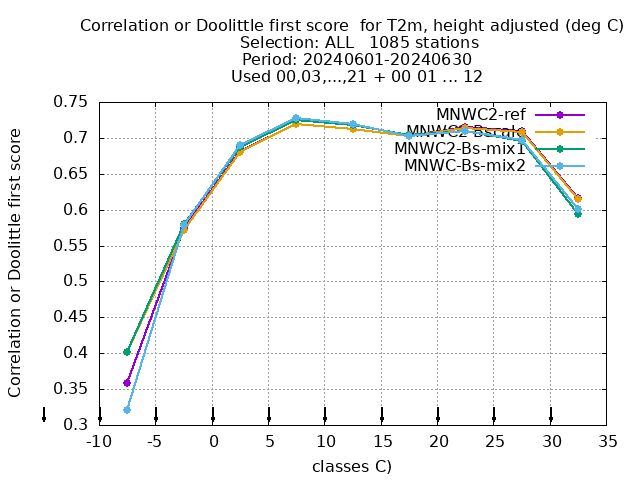 Correlation or Doolittle first score  for T2m, height adjusted (deg C)
Selection: ALL   1085 stations
Period: 20240601-20240630
Used 00,03,...,21 + 00 01 ... 12
Correlation or Doolittle first score
0.75
0.7
0.65
0.6
0.55
0.5
0.45
0.4
0.35
0.3
MNWC2-ref
MNWC2-Bs
MNWC2-Bs-mix1
MNWC-Bs-mix2
-10 -5 0 5 10 15 20 25 30 35
classes C)